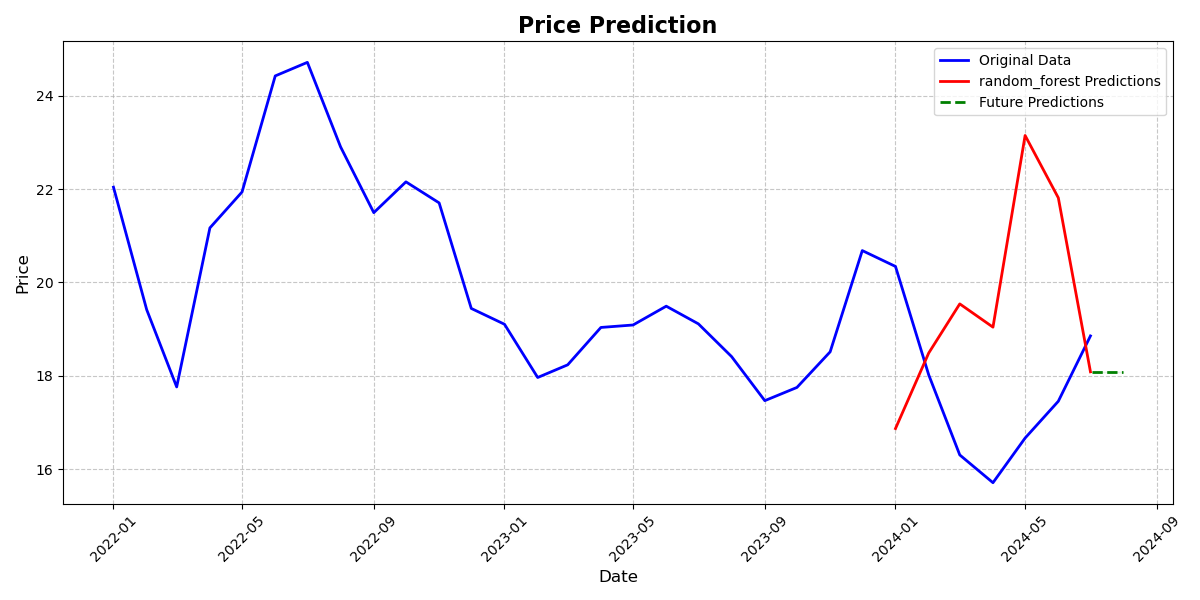 Price Prediction
Original Data
random_forest Predictions
Future Predictions
Price
24
22
20
18
16
2022-01
2022-05
2022-09
2023-01
2023-05
2023-09
2024-01
2024-05
2024-09
Date